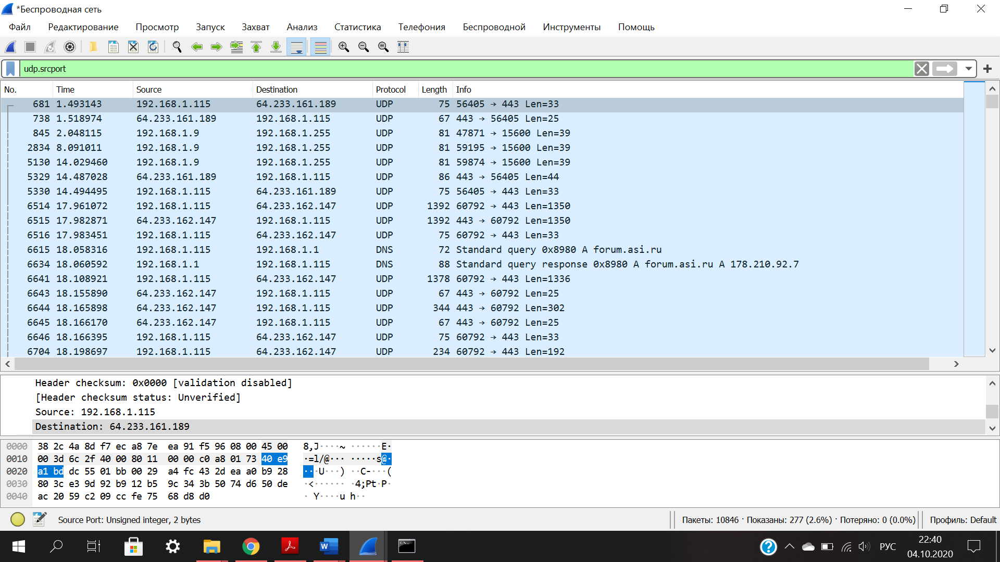 *Беспроводная сеть
Файл Редактирование Просмотр Запуск Захват Анализ Статистика Телефония Беспроводной Инструменты Помощь
udp.srcport
No. Time Source Destination Protocol Length Info
681 1.493143 192.168.1.115 64.233.161.189 UDP 75 56405 → 443 Len=33
738 1.518974 64.233.161.189 192.168.1.115 UDP 67 443 → 56405 Len=25
845 2.048115 192.168.1.9 192.168.1.255 UDP 81 47871 → 15600 Len=39
2834 8.091011 192.168.1.9 192.168.1.255 UDP 81 59195 → 15600 Len=39
5130 14.029460 192.168.1.9 192.168.1.255 UDP 81 59874 → 15600 Len=39
5329 14.487028 64.233.161.189 192.168.1.115 UDP 86 443 → 56405 Len=44
5330 14.494495 192.168.1.115 64.233.161.189 UDP 75 56405 → 443 Len=33
6514 17.961072 192.168.1.115 64.233.162.147 UDP 1392 60792 → 443 Len=1350
6515 17.982871 64.233.162.147 192.168.1.115 UDP 1392 443 → 60792 Len=1350
6516 17.983451 192.168.1.115 64.233.162.147 UDP 75 60792 → 443 Len=33
6615 18.058316 192.168.1.115 192.168.1.1 DNS 72 Standard query 0x8980 A forum.asi.ru
6634 18.060592 192.168.1.1 192.168.1.115 DNS 88 Standard query response 0x8980 A forum.asi.ru A 178.210.92.7
6641 18.108921 192.168.1.115 64.233.162.147 UDP 1378 60792 → 443 Len=1336
6643 18.155890 64.233.162.147 192.168.1.115 UDP 67 443 → 60792 Len=25
6644 18.165898 64.233.162.147 192.168.1.115 UDP 344 443 → 60792 Len=302
6645 18.166170 64.233.162.147 192.168.1.115 UDP 67 443 → 60792 Len=25
6646 18.166395 192.168.1.115 64.233.162.147 UDP 75 60792 → 443 Len=33
6704 18.198697 192.168.1.115 64.233.162.147 UDP 234 60792 → 443 Len=192
Header checksum: 0x0000 [validation disabled]
[Header checksum status: Unverified]
Source: 192.168.1.115
Destination: 64.233.161.189
0000 38 2c 4a 8d f7 ec a8 7e ea 91 f5 96 08 00 45 00 8,J····~ ······E·
0010 00 3d 6c 2f 40 00 80 11 00 00 c0 a8 01 73 40 e9 ·=l/@··· ·····s@·
0020 a1 bd dc 55 01 bb 00 29 a4 fc 43 2d ea a0 b9 28 ···U···) ··C-···(
0030 80 3c e3 9d 92 b9 12 b5 9c 34 3b 50 74 d6 50 de ·<······ ·4;Pt·P·
0040 ac 20 59 c2 09 cc fe 75 68 d8 d0 · Y····u h··
Source Port: Unsigned integer, 2 bytes
Пакеты: 10846 · Показаны: 277 (2.6%) · Потеряно: 0 (0.0%)
Профиль: Default
РУС
22:40
04.10.2020